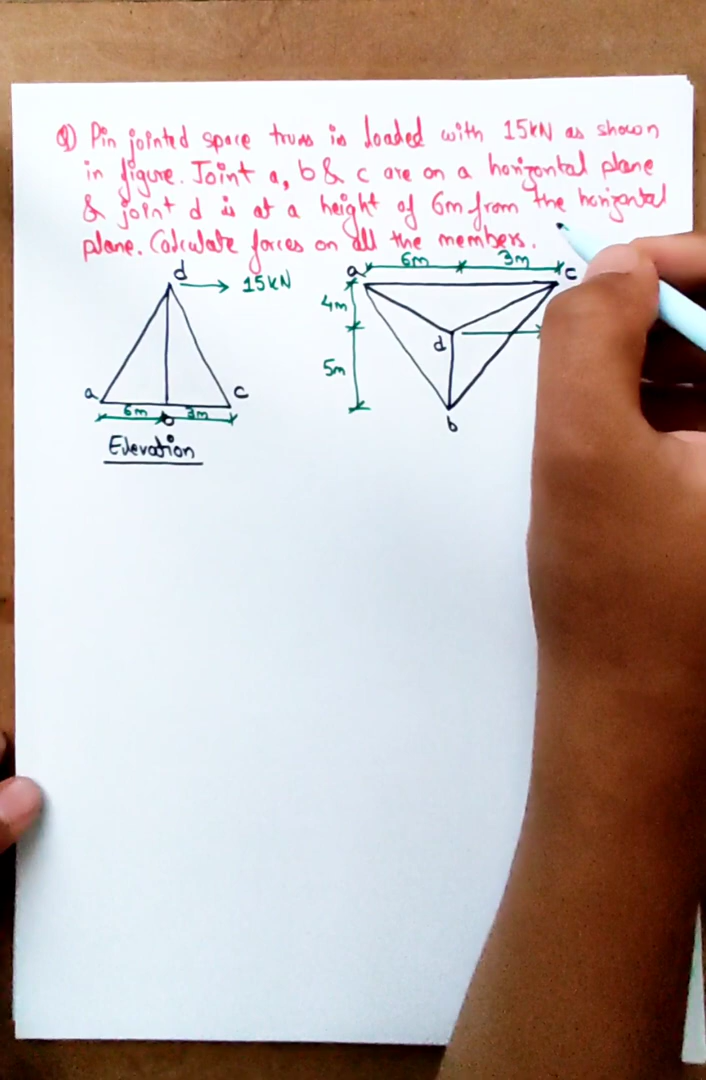 Q) Pin jointed space truss is loaded with 15kN as shown
in figure. Joint a, b & c are on a horizontal plane
& joint d is at a height of 6m from the horizontal
plane. Calculate forces on all the members.
d 15kN
a c
6m b 3m
Elevation
6m 3m
a c
4m
d
5m
b